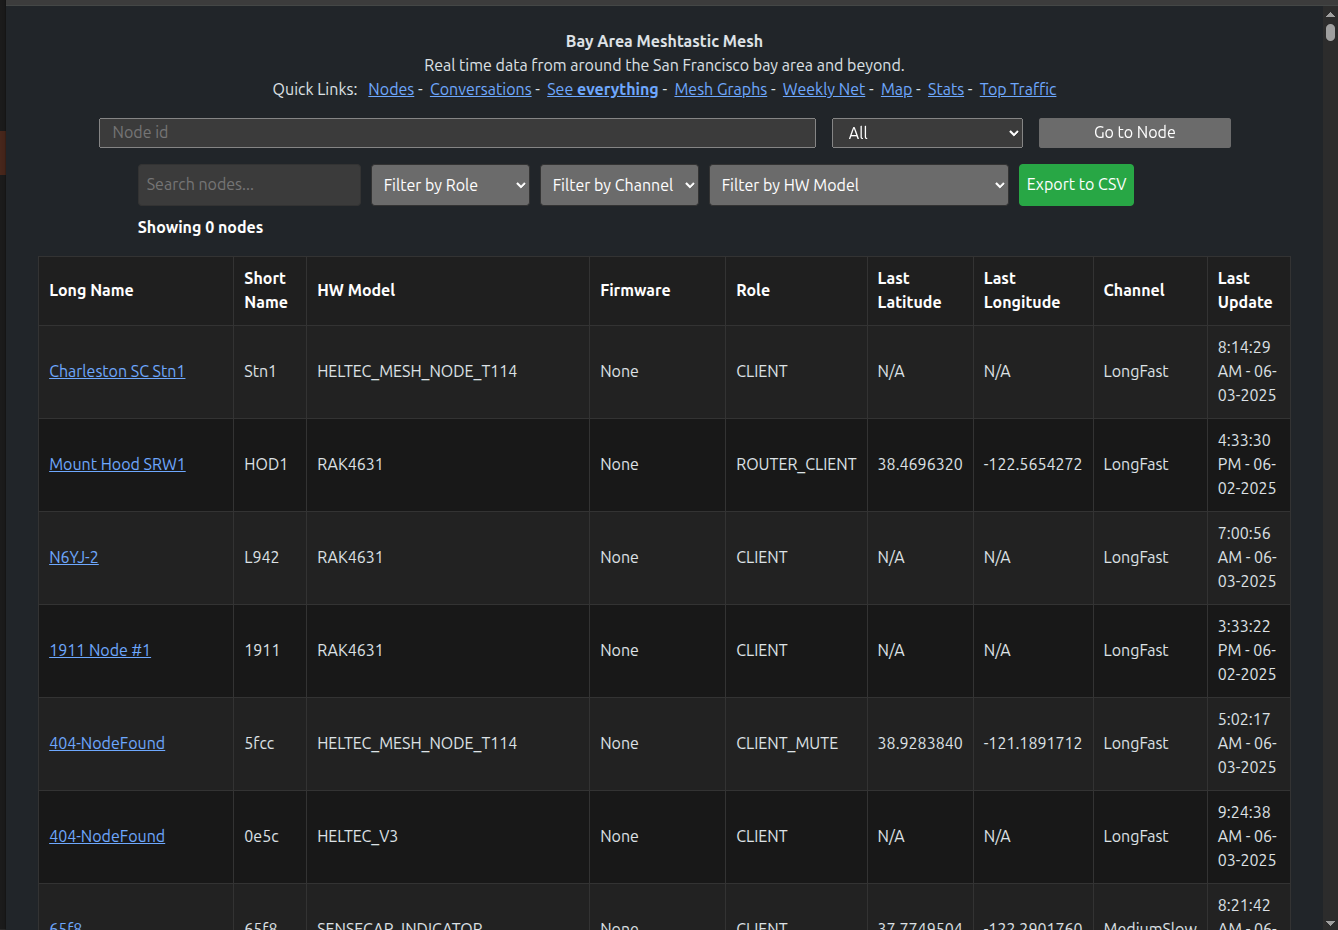 Bay Area Meshtastic Mesh
Real time data from around the San Francisco bay area and beyond.
Quick Links: Nodes - Conversations - See everything - Mesh Graphs - Weekly Net - Map - Stats - Top Traffic
Node id All Go to Node
Search nodes... Filter by Role Filter by Channel Filter by HW Model Export to CSV
Showing 0 nodes
Long Name Short Name HW Model Firmware Role Last Latitude Last Longitude Channel Last Update
Charleston SC Stn1 Stn1 HELTEC_MESH_NODE_T114 None CLIENT N/A N/A LongFast 8:14:29 AM - 06-03-2025
Mount Hood SRW1 HOD1 RAK4631 None ROUTER_CLIENT 38.4696320 -122.5654272 LongFast 4:33:30 PM - 06-02-2025
N6YJ-2 L942 RAK4631 None CLIENT N/A N/A LongFast 7:00:56 AM - 06-03-2025
1911 Node #1 1911 RAK4631 None CLIENT N/A N/A LongFast 3:33:22 PM - 06-02-2025
404-NodeFound 5fcc HELTEC_MESH_NODE_T114 None CLIENT_MUTE 38.9283840 -121.1891712 LongFast 5:02:17 AM - 06-03-2025
404-NodeFound 0e5c HELTEC_V3 None CLIENT N/A N/A LongFast 9:24:38 AM - 06-03-2025
65f8 65f8 SENSECAP_INDICATOR None CLIENT 37.7749504 -122.2901760 MediumSlow 8:21:42 AM - 06-